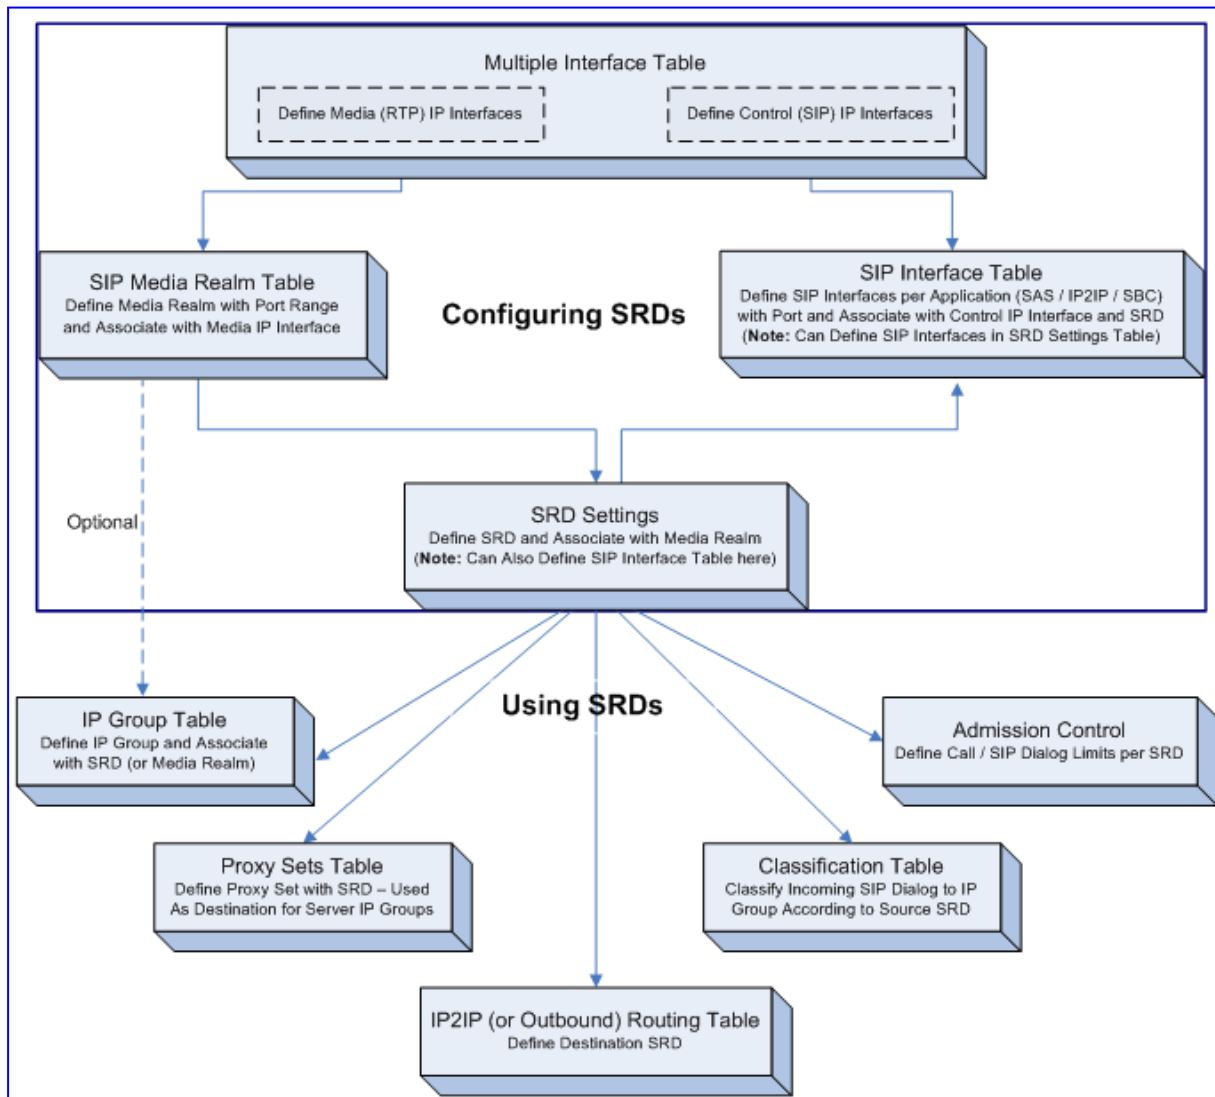 Multiple Interface Table
Define Media (RTP) IP Interfaces
Define Control (SIP) IP Interfaces
SIP Media Realm Table
Define Media Realm with Port Range
and Associate with Media IP Interface
SIP Interface Table
Define SIP Interfaces per Application (SAS / IP2IP / SBC)
with Port and Associate with Control IP Interface and SRD
(Note: Can Define SIP Interfaces in SRD Settings Table)
Configuring SRDs
Optional
SRD Settings
Define SRD and Associate with Media Realm
(Note: Can Also Define SIP Interface Table here)
Using SRDs
IP Group Table
Define IP Group and Associate
with SRD (or Media Realm)
Admission Control
Define Call / SIP Dialog Limits per SRD
Proxy Sets Table
Define Proxy Set with SRD – Used
As Destination for Server IP Groups
Classification Table
Classify Incoming SIP Dialog to IP
Group According to Source SRD
IP2IP (or Outbound) Routing Table
Define Destination SRD